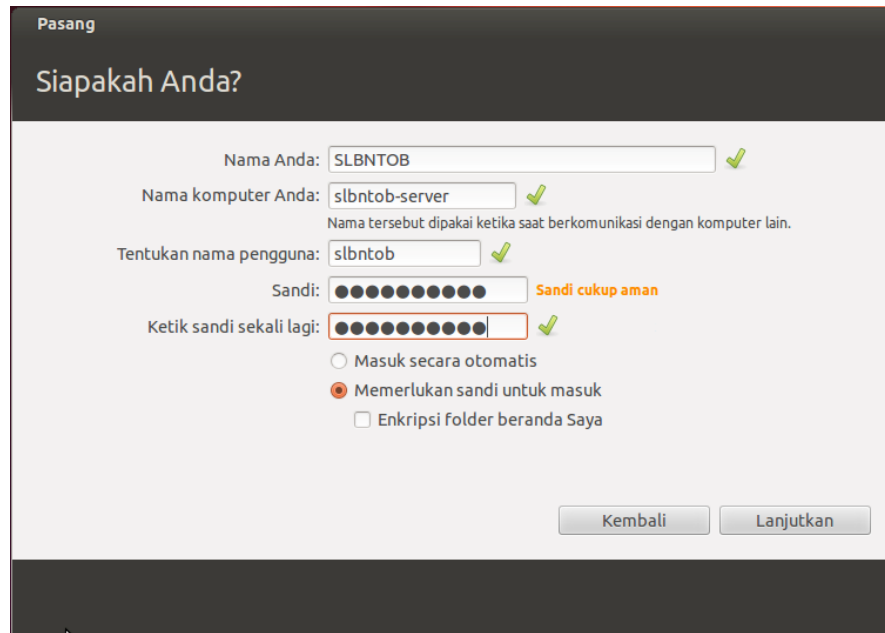 Pasang
Siapakah Anda?
Nama Anda: SLBNTOB
Nama komputer Anda: slbntob-server
Nama tersebut dipakai ketika saat berkomunikasi dengan komputer lain.
Tentukan nama pengguna: slbntob
Sandi: ●●●●●●●●●● Sandi cukup aman
Ketik sandi sekali lagi: ●●●●●●●●●●
Masuk secara otomatis
Memerlukan sandi untuk masuk
Enkripsi folder beranda Saya
Kembali Lanjutkan